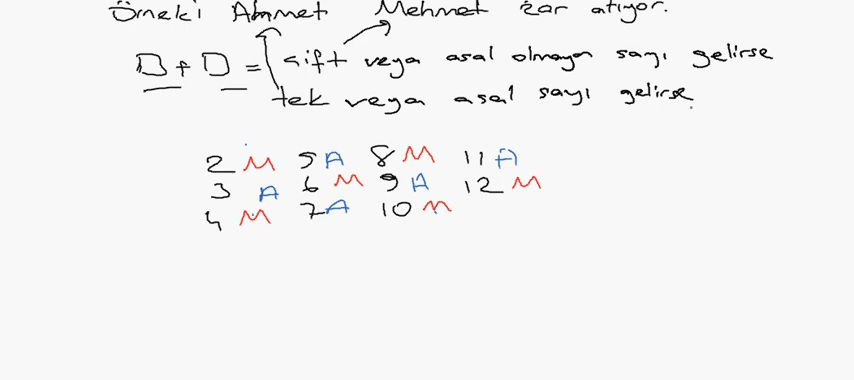 Örnek: Ahmet Mehmet zar atıyor.
□ + □ = çift veya asal olmayan sayı gelirse
tek veya asal sayı gelirse.
2 M 5 A 8 M 11 A
3 A 6 M 9 A 12 M
4 M 7 A 10 M